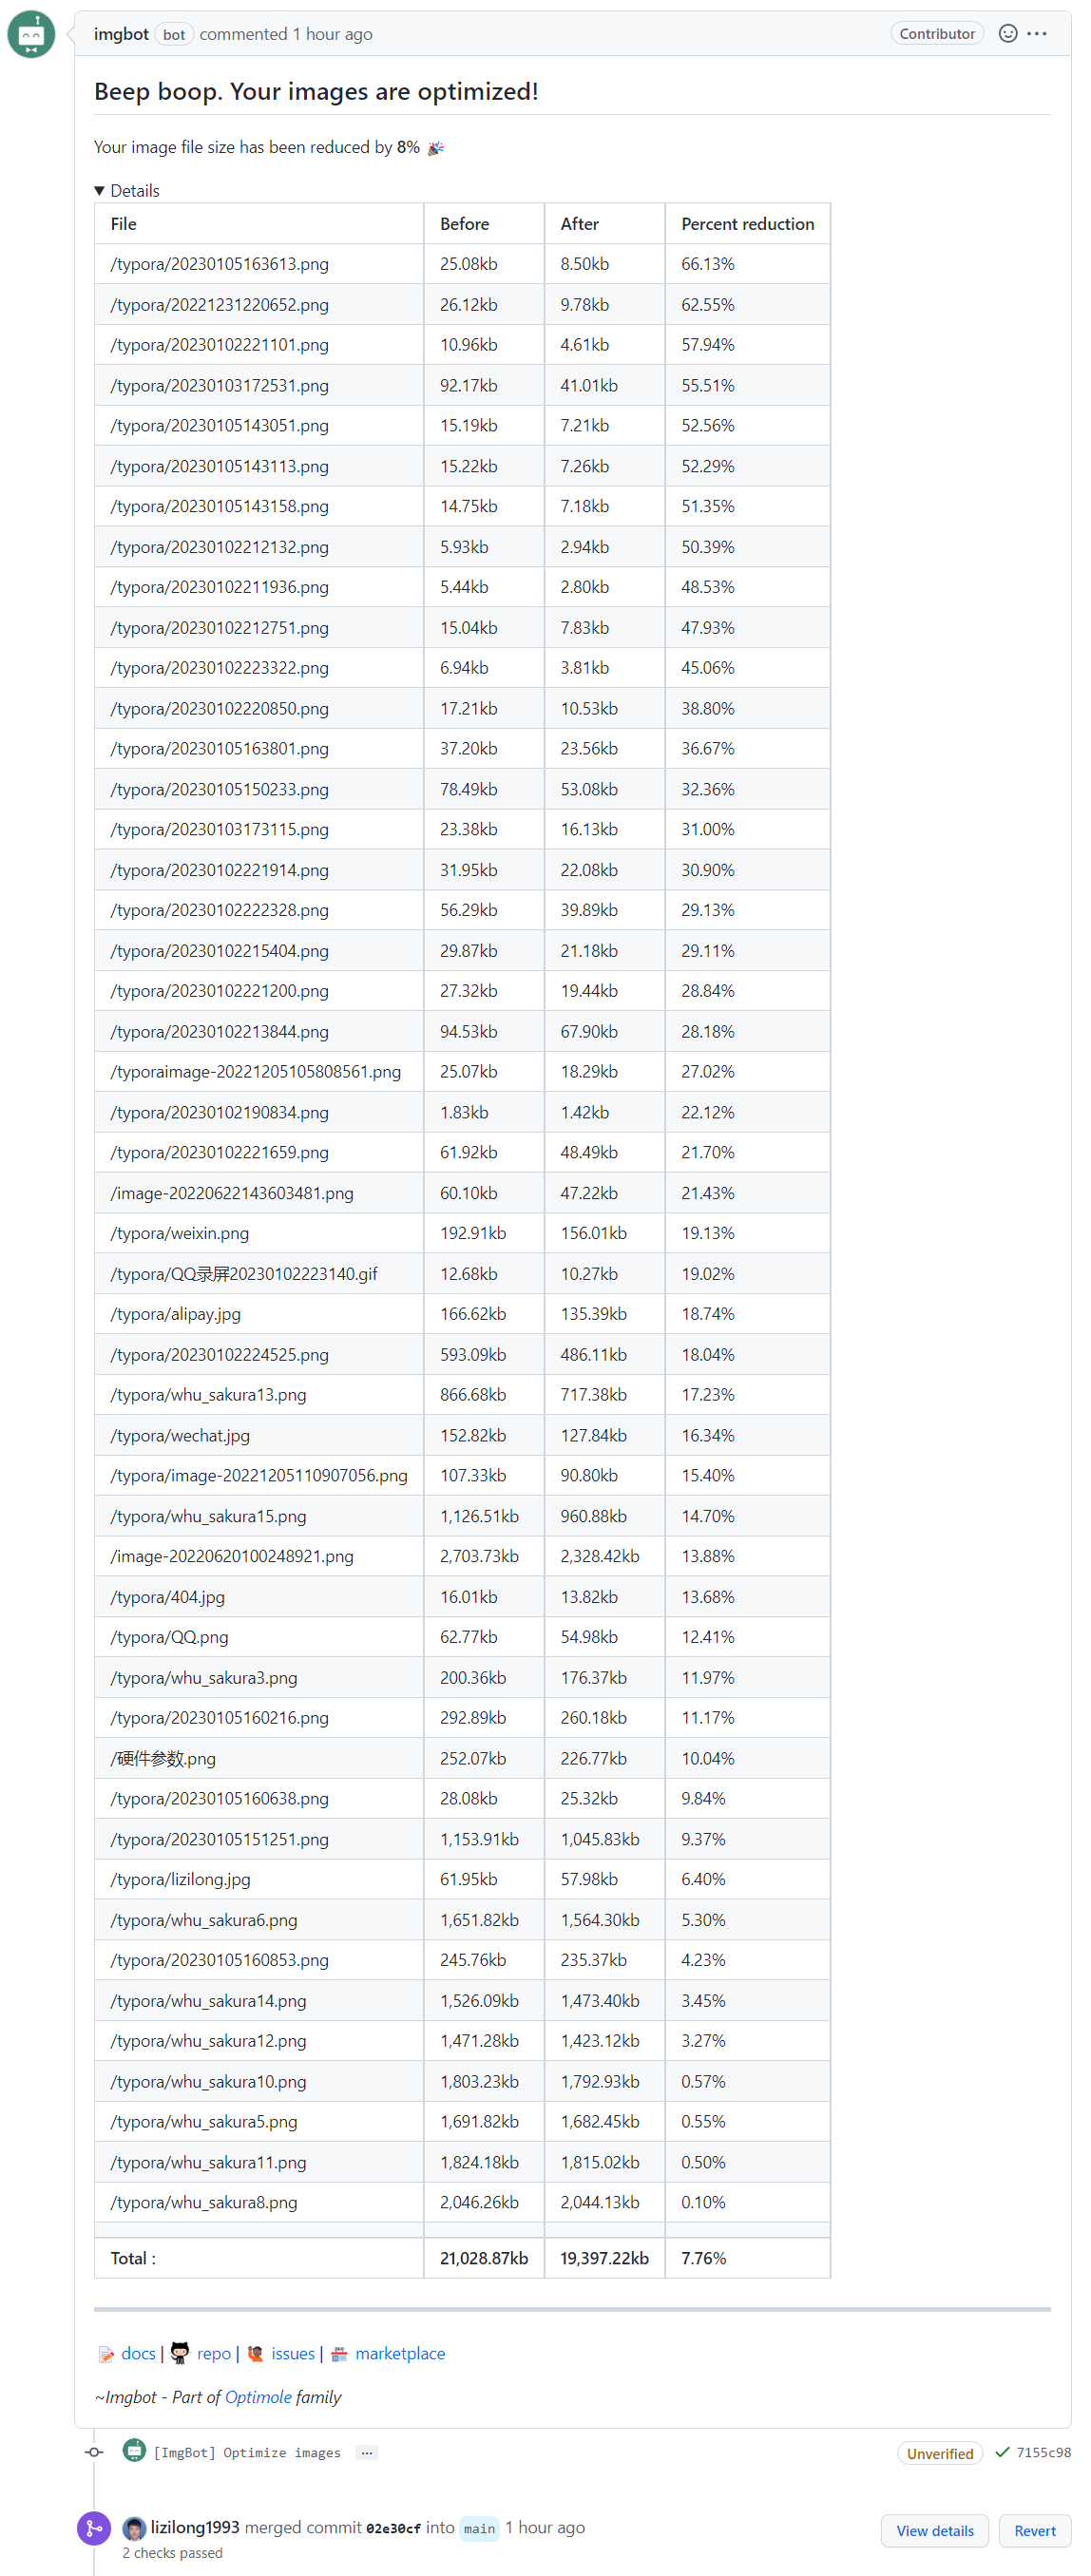 imgbot bot commented 1 hour ago Contributor
Beep boop. Your images are optimized!
Your image file size has been reduced by 8% 🎉
▼ Details
File Before After Percent reduction
/typora/20230105163613.png 25.08kb 8.50kb 66.13%
/typora/20221231220652.png 26.12kb 9.78kb 62.55%
/typora/20230102221101.png 10.96kb 4.61kb 57.94%
/typora/20230103172531.png 92.17kb 41.01kb 55.51%
/typora/20230105143051.png 15.19kb 7.21kb 52.56%
/typora/20230105143113.png 15.22kb 7.26kb 52.29%
/typora/20230105143158.png 14.75kb 7.18kb 51.35%
/typora/20230102212132.png 5.93kb 2.94kb 50.39%
/typora/20230102211936.png 5.44kb 2.80kb 48.53%
/typora/20230102212751.png 15.04kb 7.83kb 47.93%
/typora/20230102223322.png 6.94kb 3.81kb 45.06%
/typora/20230102220850.png 17.21kb 10.53kb 38.80%
/typora/20230105163801.png 37.20kb 23.56kb 36.67%
/typora/20230105150233.png 78.49kb 53.08kb 32.36%
/typora/20230103173115.png 23.38kb 16.13kb 31.00%
/typora/20230102221914.png 31.95kb 22.08kb 30.90%
/typora/20230102222328.png 56.29kb 39.89kb 29.13%
/typora/20230102215404.png 29.87kb 21.18kb 29.11%
/typora/20230102221200.png 27.32kb 19.44kb 28.84%
/typora/20230102213844.png 94.53kb 67.90kb 28.18%
/typoraimage-20221205105808561.png 25.07kb 18.29kb 27.02%
/typora/20230102190834.png 1.83kb 1.42kb 22.12%
/typora/20230102221659.png 61.92kb 48.49kb 21.70%
/image-20220622143603481.png 60.10kb 47.22kb 21.43%
/typora/weixin.png 192.91kb 156.01kb 19.13%
/typora/QQ录屏20230102223140.gif 12.68kb 10.27kb 19.02%
/typora/alipay.jpg 166.62kb 135.39kb 18.74%
/typora/20230102224525.png 593.09kb 486.11kb 18.04%
/typora/whu_sakura13.png 866.68kb 717.38kb 17.23%
/typora/wechat.jpg 152.82kb 127.84kb 16.34%
/typora/image-20221205110907056.png 107.33kb 90.80kb 15.40%
/typora/whu_sakura15.png 1,126.51kb 960.88kb 14.70%
/image-20220620100248921.png 2,703.73kb 2,328.42kb 13.88%
/typora/404.jpg 16.01kb 13.82kb 13.68%
/typora/QQ.png 62.77kb 54.98kb 12.41%
/typora/whu_sakura3.png 200.36kb 176.37kb 11.97%
/typora/20230105160216.png 292.89kb 260.18kb 11.17%
/硬件参数.png 252.07kb 226.77kb 10.04%
/typora/20230105160638.png 28.08kb 25.32kb 9.84%
/typora/20230105151251.png 1,153.91kb 1,045.83kb 9.37%
/typora/lizilong.jpg 61.95kb 57.98kb 6.40%
/typora/whu_sakura6.png 1,651.82kb 1,564.30kb 5.30%
/typora/20230105160853.png 245.76kb 235.37kb 4.23%
/typora/whu_sakura14.png 1,526.09kb 1,473.40kb 3.45%
/typora/whu_sakura12.png 1,471.28kb 1,423.12kb 3.27%
/typora/whu_sakura10.png 1,803.23kb 1,792.93kb 0.57%
/typora/whu_sakura5.png 1,691.82kb 1,682.45kb 0.55%
/typora/whu_sakura11.png 1,824.18kb 1,815.02kb 0.50%
/typora/whu_sakura8.png 2,046.26kb 2,044.13kb 0.10%
Total : 21,028.87kb 19,397.22kb 7.76%
docs | repo | issues | marketplace
~Imgbot - Part of Optimole family
[ImgBot] Optimize images ... Unverified 7155c98
lizilong1993 merged commit 02e30cf into main 1 hour ago View details Revert
2 checks passed